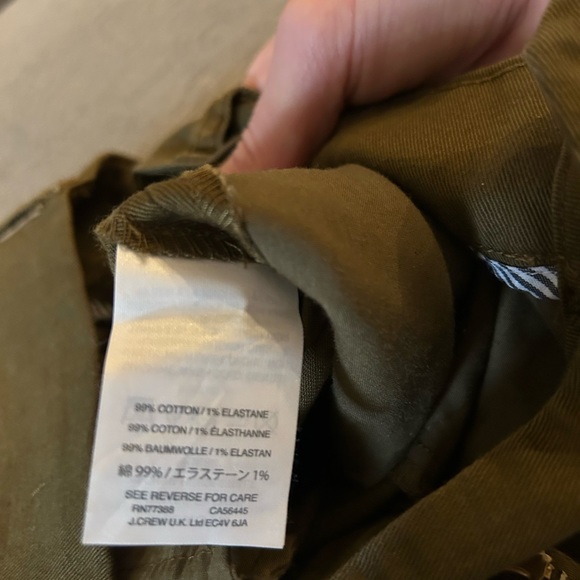 99% COTTON / 1% ELASTANE
99% COTON / 1% ÉLASTHANNE
99% BAUMWOLLE / 1% ELASTAN
綿 99% / エラステーン 1%
SEE REVERSE FOR CARE
RN77388 CA56445
J.CREW U.K. Ltd EC4V 6JA